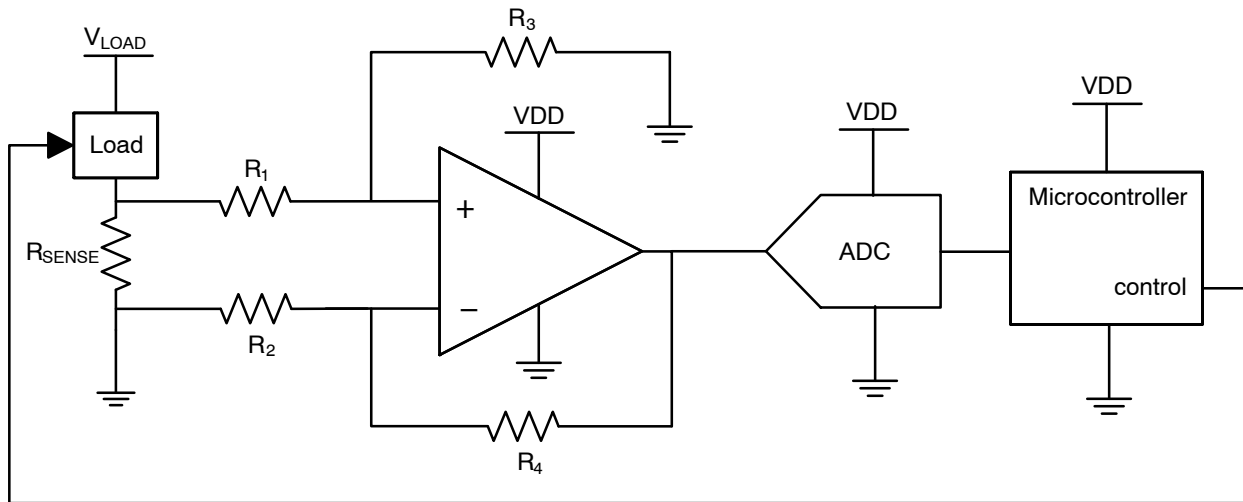 R3
VLOAD
VDD
VDD
VDD
Load
R1
Microcontroller
+
RSENSE
ADC
control
−
R2
R4